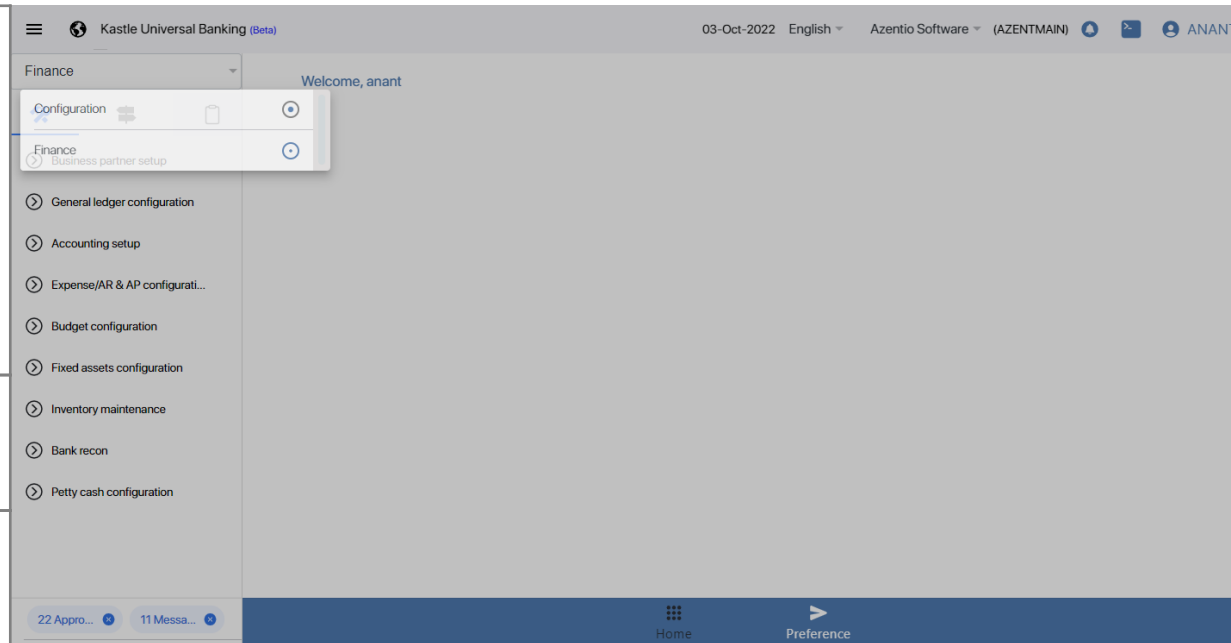 Kastle Universal Banking (Beta)
03-Oct-2022 English Azentio Software (AZENTMAIN) ANANT
Finance
Welcome, anant
Configuration
Finance
Business partner setup
General ledger configuration
Accounting setup
Expense/AR & AP configurati...
Budget configuration
Fixed assets configuration
Inventory maintenance
Bank recon
Petty cash configuration
22 Appro... 11 Messa...
Home Preference